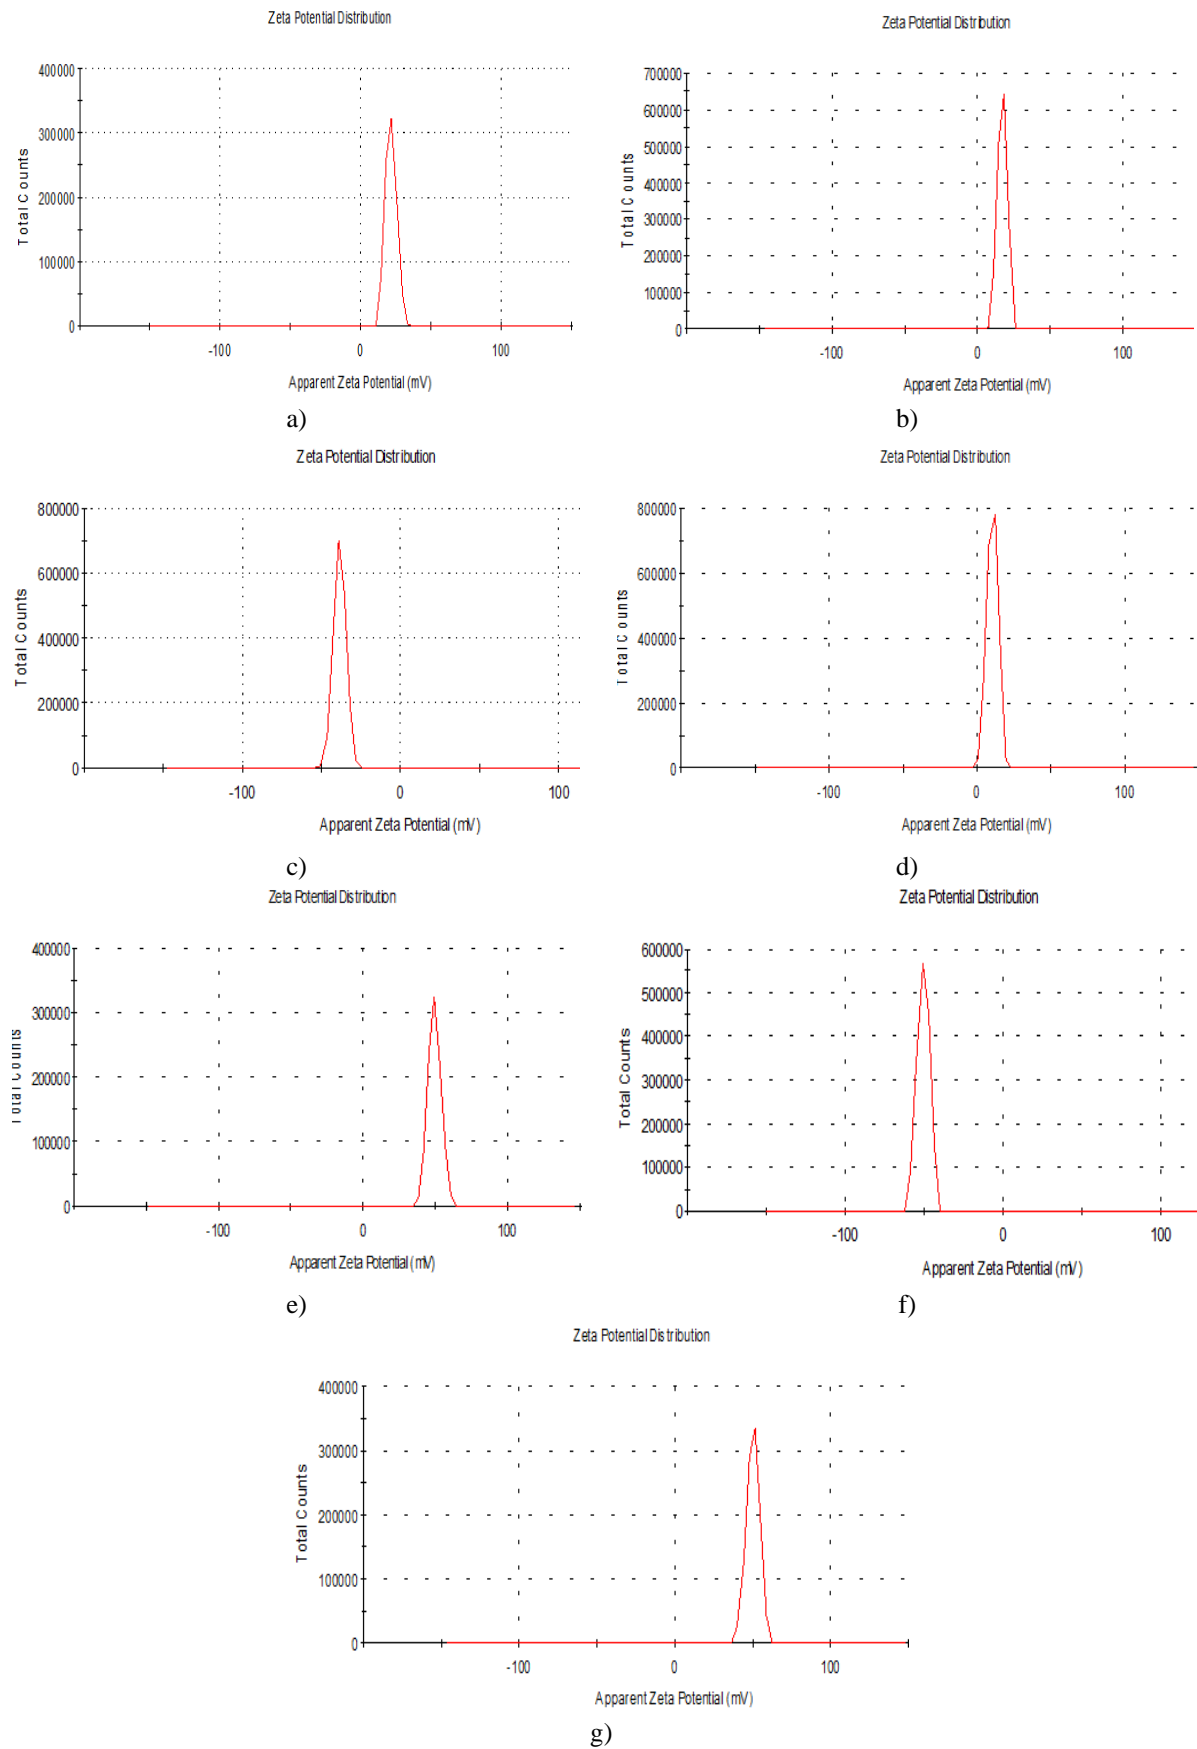 Zeta Potential Distribution
400000
300000
200000
100000
0
Total Counts
-100 0 100
Apparent Zeta Potential (mV)
a)
Zeta Potential Distribution
700000
600000
500000
400000
300000
200000
100000
0
Total Counts
-100 0 100
Apparent Zeta Potential (mV)
b)
Zeta Potential Distribution
800000
600000
400000
200000
0
Total Counts
-100 0 100
Apparent Zeta Potential (mV)
c)
Zeta Potential Distribution
800000
600000
400000
200000
0
Total Counts
-100 0 100
Apparent Zeta Potential (mV)
d)
Zeta Potential Distribution
400000
300000
200000
100000
0
Total Counts
-100 0 100
Apparent Zeta Potential (mV)
e)
Zeta Potential Distribution
600000
500000
400000
300000
200000
100000
0
Total Counts
-100 0 100
Apparent Zeta Potential (mV)
f)
Zeta Potential Distribution
400000
300000
200000
100000
0
Total Counts
-100 0 100
Apparent Zeta Potential (mV)
g)